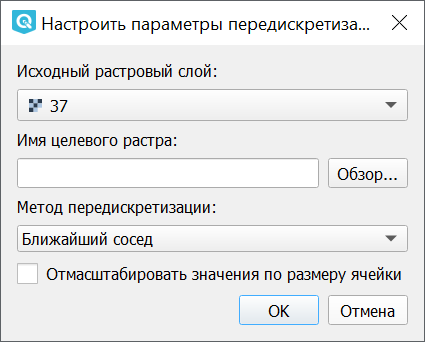 Настроить параметры передискретиза...
Исходный растровый слой:
37
Имя целевого растра:
Обзор...
Метод передискретизации:
Ближайший сосед
Отмасштабировать значения по размеру ячейки
OK Отмена